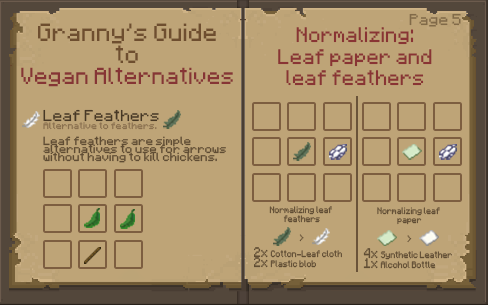 Granny's Guide
to
Vegan Alternatives
Leaf Feathers
Alternative to feathers.
Leaf feathers are simple
alternatives to use for arrows
without having to kill chickens.
Page 5
Normalizing:
Leaf paper and
leaf feathers
Normalizing leaf
feathers
>
2x Cotton-Leaf cloth
2x Plastic blob
Normalizing leaf
paper
>
4x Synthetic Leather
1x Alcohol Bottle